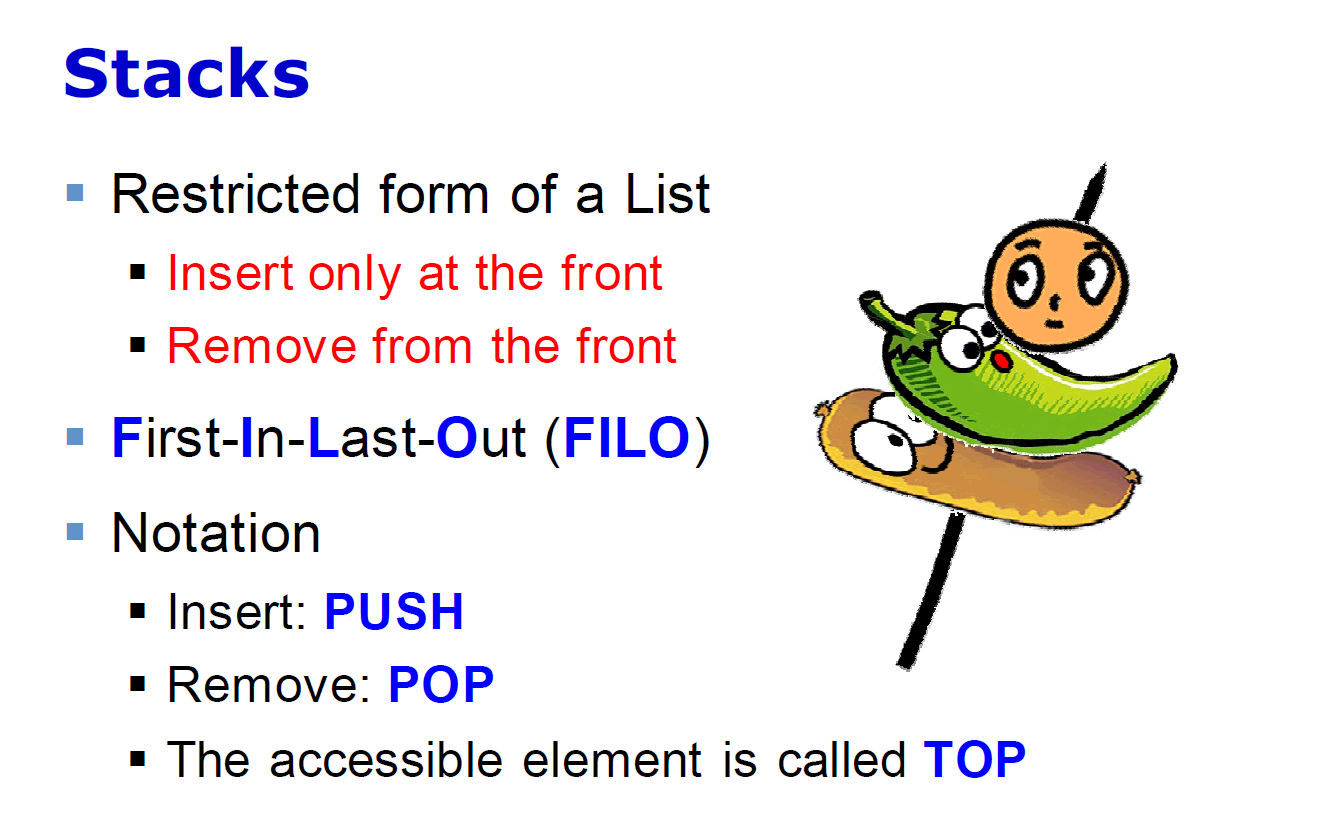 Stacks
Restricted form of a List
Insert only at the front
Remove from the front
First-In-Last-Out (FILO)
Notation
Insert: PUSH
Remove: POP
The accessible element is called TOP